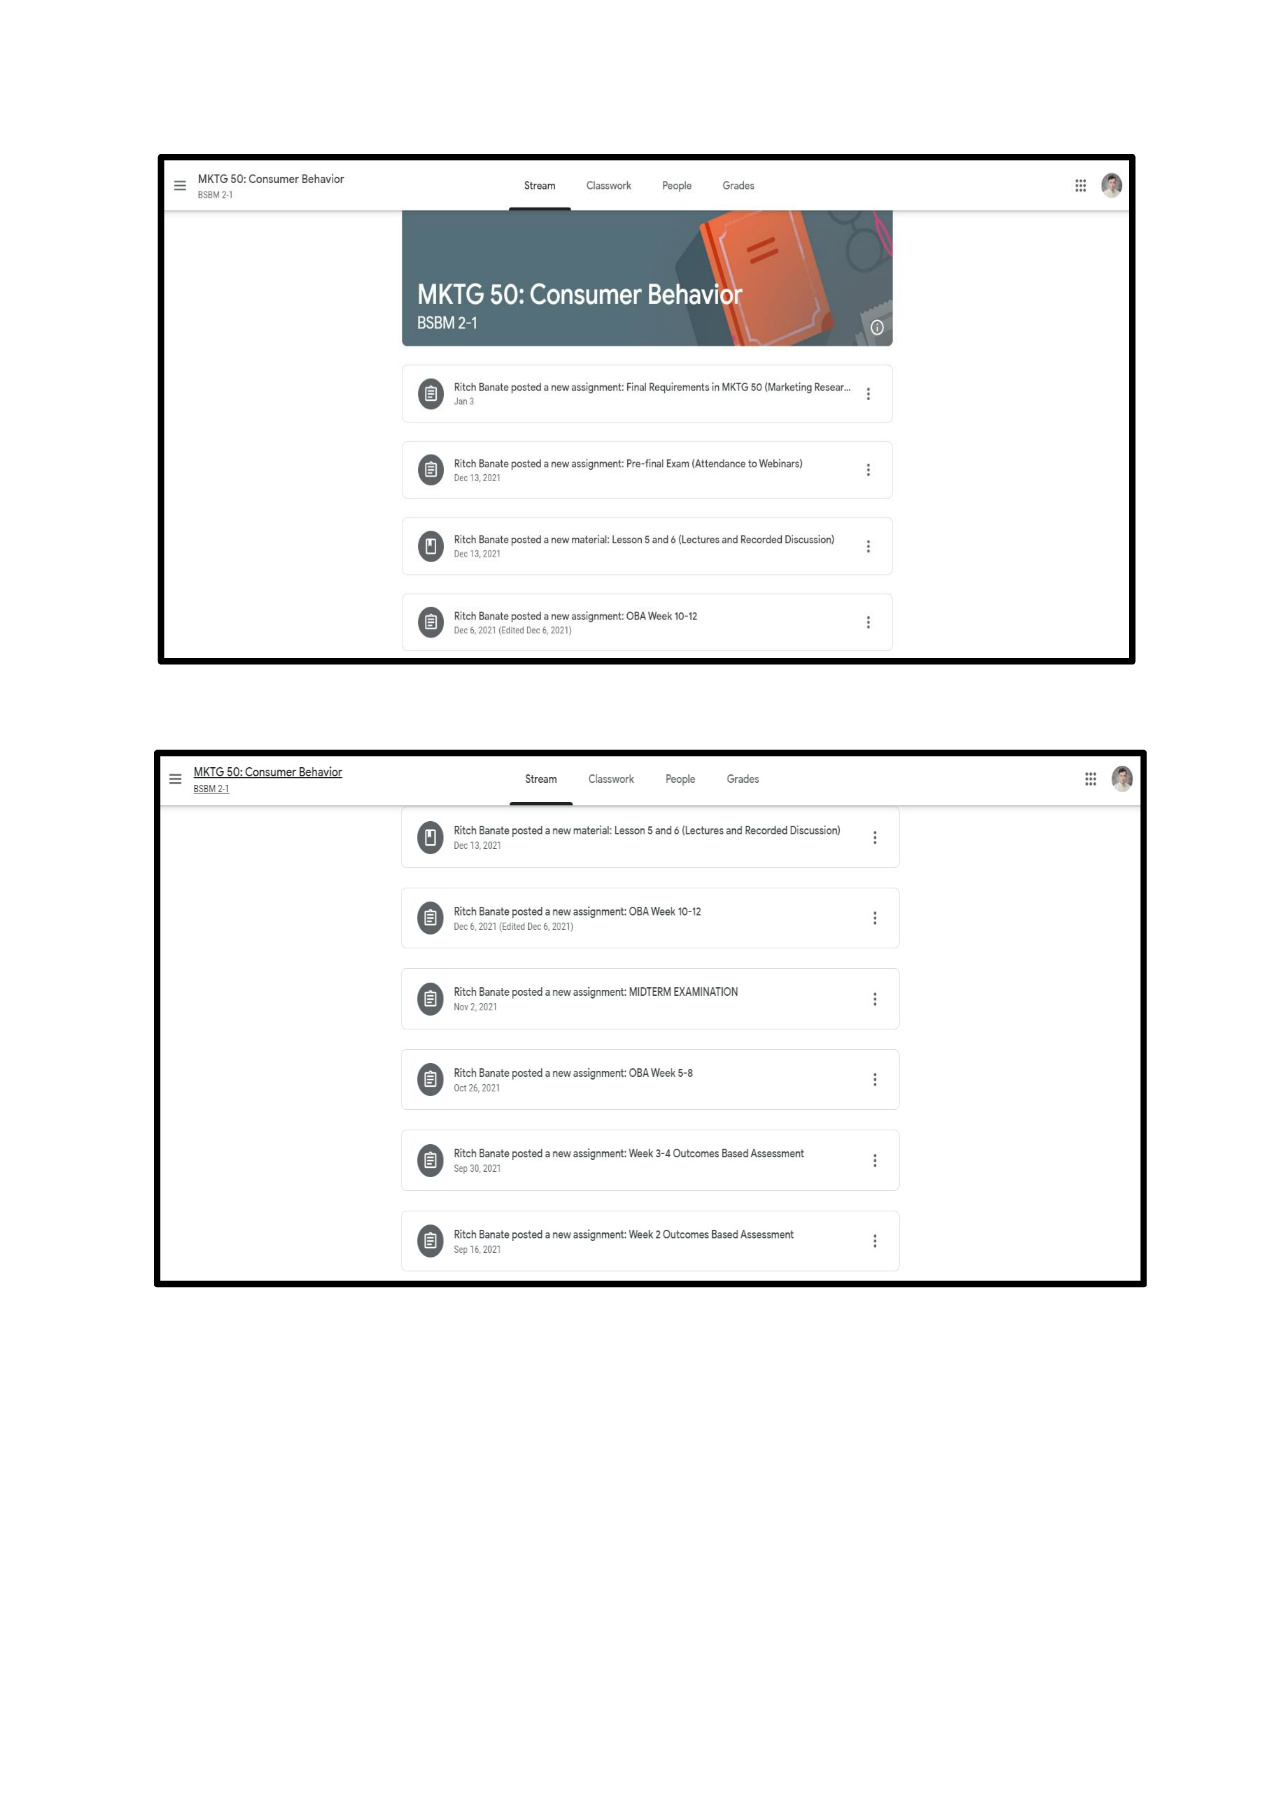 MKTG 50: Consumer Behavior
BSBM 2-1
Stream Classwork People Grades
MKTG 50: Consumer Behavior
BSBM 2-1
Ritch Banate posted a new assignment: Final Requirements in MKTG 50 (Marketing Resear...
Jan 3
Ritch Banate posted a new assignment: Pre-final Exam (Attendance to Webinars)
Dec 13, 2021
Ritch Banate posted a new material: Lesson 5 and 6 (Lectures and Recorded Discussion)
Dec 13, 2021
Ritch Banate posted a new assignment: OBA Week 10-12
Dec 6, 2021 (Edited Dec 6, 2021)
MKTG 50: Consumer Behavior
BSBM 2-1
Stream Classwork People Grades
Ritch Banate posted a new material: Lesson 5 and 6 (Lectures and Recorded Discussion)
Dec 13, 2021
Ritch Banate posted a new assignment: OBA Week 10-12
Dec 6, 2021 (Edited Dec 6, 2021)
Ritch Banate posted a new assignment: MIDTERM EXAMINATION
Nov 2, 2021
Ritch Banate posted a new assignment: OBA Week 5-8
Oct 26, 2021
Ritch Banate posted a new assignment: Week 3-4 Outcomes Based Assessment
Sep 30, 2021
Ritch Banate posted a new assignment: Week 2 Outcomes Based Assessment
Sep 16, 2021